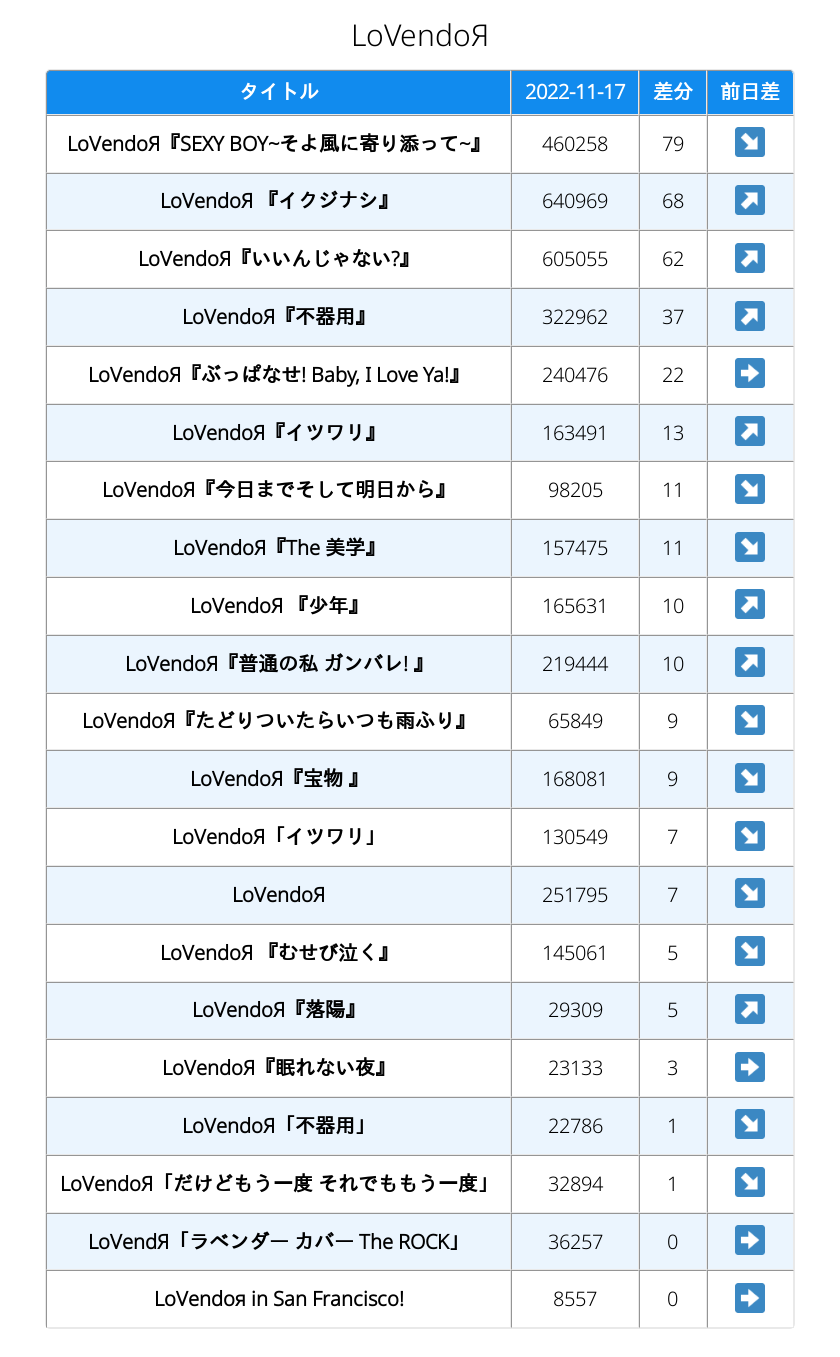 LoVendoЯ
タイトル 2022-11-17 差分 前日差
LoVendoЯ『SEXY BOY~そよ風に寄り添って~』 460258 79 ↘
LoVendoЯ 『イクジナシ』 640969 68 ↗
LoVendoЯ『いいんじゃない?』 605055 62 ↗
LoVendoЯ『不器用』 322962 37 ↗
LoVendoЯ『ぶっぱなせ! Baby, I Love Ya!』 240476 22 ➡
LoVendoЯ『イツワリ』 163491 13 ↗
LoVendoЯ『今日までそして明日から』 98205 11 ↘
LoVendoЯ『The 美学』 157475 11 ↘
LoVendoЯ 『少年』 165631 10 ↗
LoVendoЯ『普通の私 ガンバレ! 』 219444 10 ↗
LoVendoЯ『たどりついたらいつも雨ふり』 65849 9 ↘
LoVendoЯ『宝物 』 168081 9 ↘
LoVendoЯ「イツワリ」 130549 7 ↘
LoVendoЯ 251795 7 ↘
LoVendoЯ 『むせび泣く』 145061 5 ↘
LoVendoЯ『落陽』 29309 5 ↗
LoVendoЯ『眠れない夜』 23133 3 ➡
LoVendoЯ「不器用」 22786 1 ↘
LoVendoЯ「だけどもう一度 それでももう一度」 32894 1 ↘
LoVendЯ「ラベンダー カバー The ROCK」 36257 0 ➡
LoVendoя in San Francisco! 8557 0 ➡